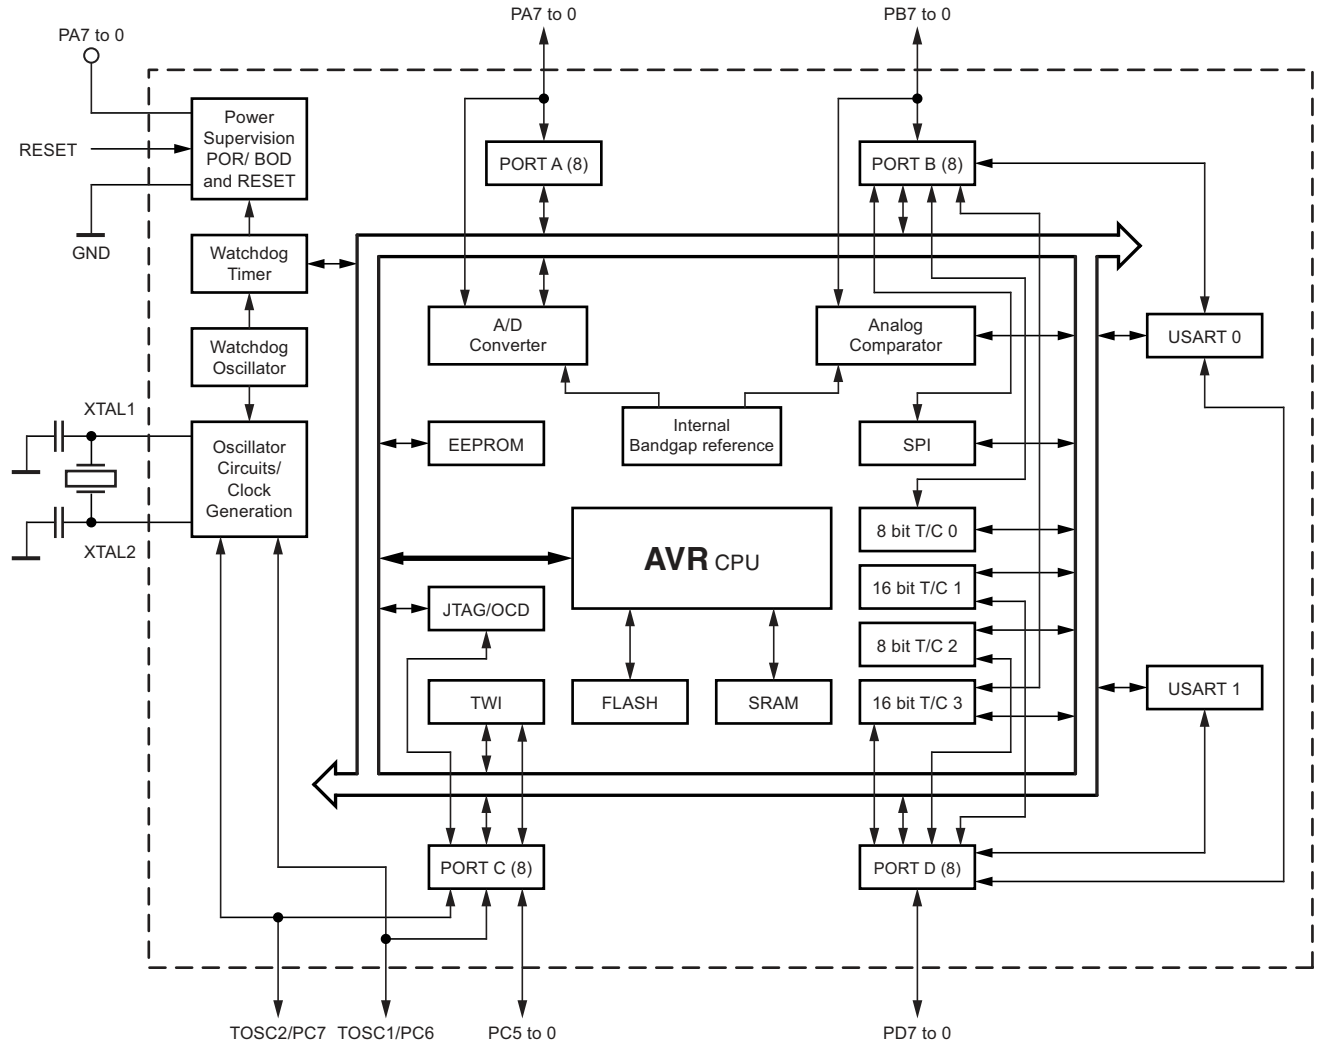 PA7 to 0
PB7 to 0
PA7 to 0
Power
Supervision
POR/ BOD
and RESET
RESET
GND
PORT A (8)
PORT B (8)
Watchdog
Timer
Watchdog
Oscillator
A/D
Converter
Analog
Comparator
USART 0
XTAL1
Oscillator
Circuits/
Clock
Generation
XTAL2
Internal
Bandgap reference
EEPROM
SPI
8 bit T/C 0
AVR CPU
16 bit T/C 1
JTAG/OCD
8 bit T/C 2
TWI
FLASH
SRAM
16 bit T/C 3
USART 1
PORT C (8)
PORT D (8)
TOSC2/PC7
TOSC1/PC6
PC5 to 0
PD7 to 0